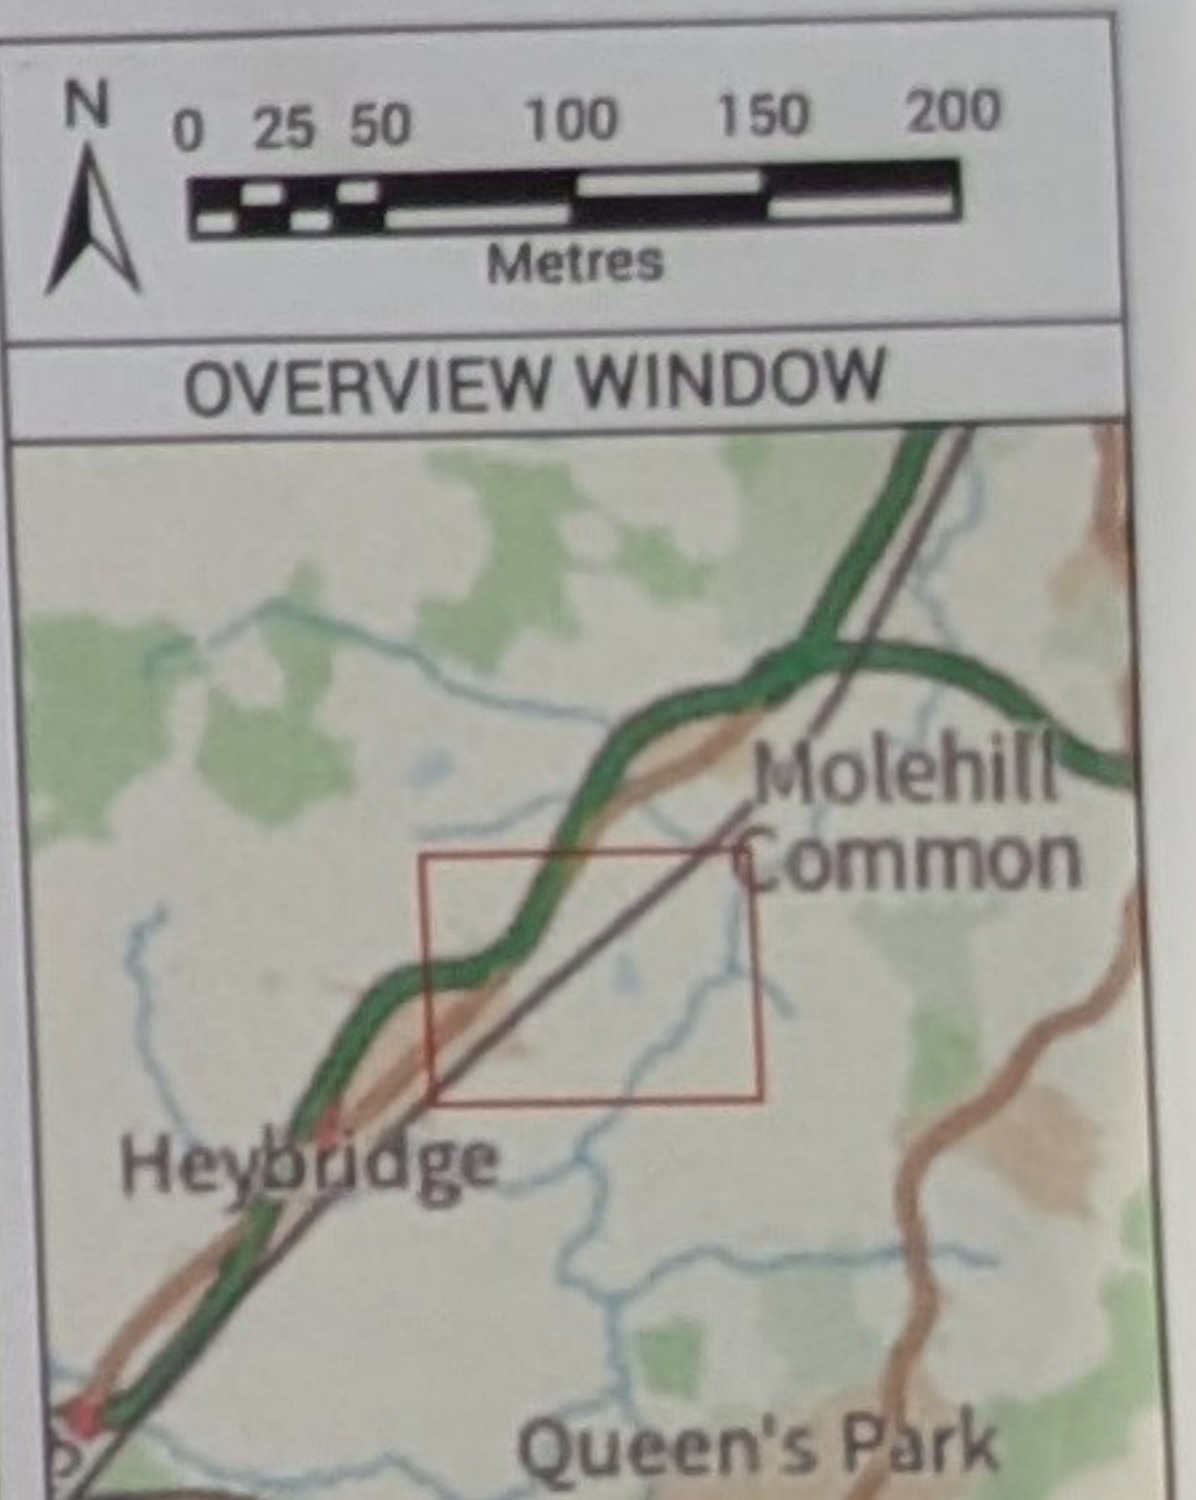 N
0 25 50 100 150 200
Metres
OVERVIEW WINDOW
Molehill
Common
Heybridge
Queen's Park